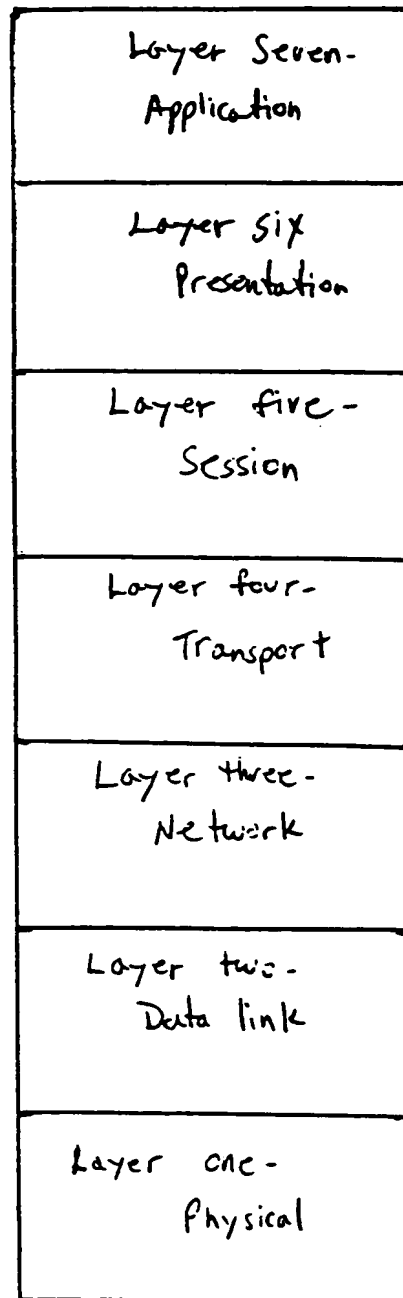 Layer Seven-
Application
Layer six
Presentation
Layer five-
Session
Layer four-
Transport
Layer three-
Network
Layer two-
Data link
Layer one-
Physical